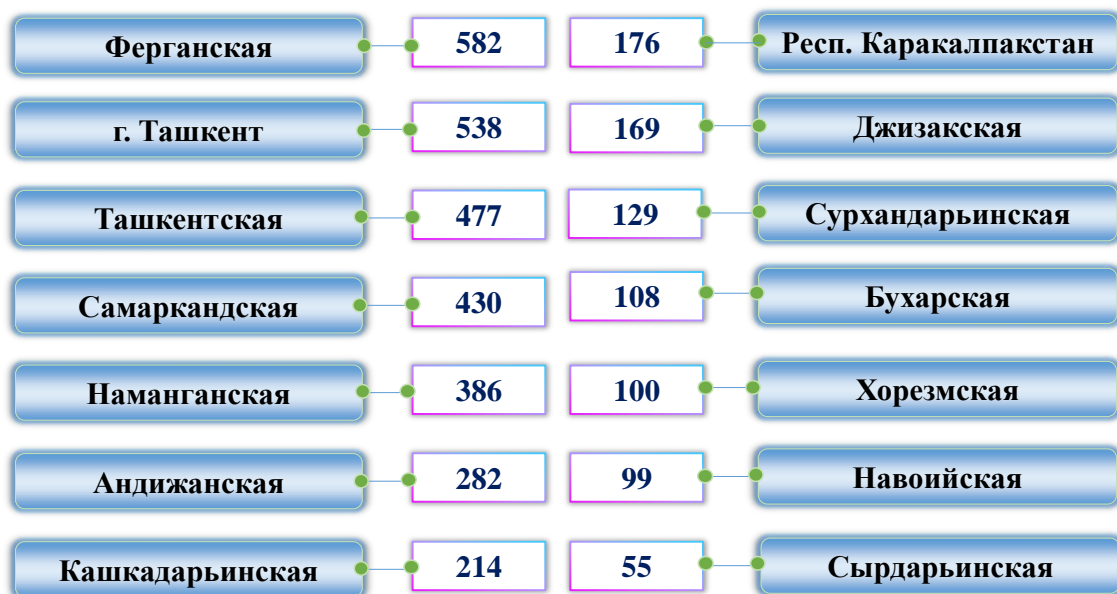 Ферганская 582 176 Респ. Каракалпакстан
г. Ташкент 538 169 Джизакская
Ташкентская 477 129 Сурхандарьинская
Самаркандская 430 108 Бухарская
Наманганская 386 100 Хорезмская
Андижанская 282 99 Навоийская
Кашкадарьинская 214 55 Сырдарьинская